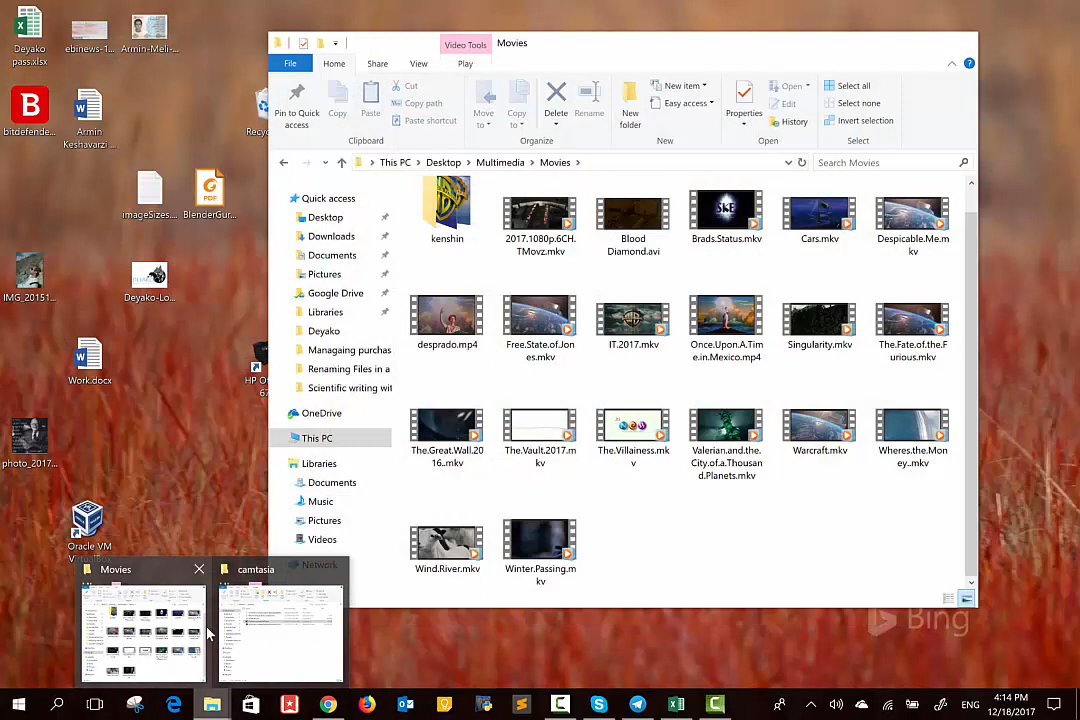 Deyako
pass.xlsx
ebinews-1...
Armin-Meli-...
B
bitdefende...
Armin
Keshavarzi ...
Recyc
imageSizes....
PDF
BlenderGur...
IMG_20151...
Deyako-Lo...
Work.docx
HP Of
67
photo_2017...
Oracle VM
VirtualBox
Video Tools
Movies
File
Home
Share
View
Play
Pin to Quick
access
Copy
Paste
Cut
Copy path
Paste shortcut
Clipboard
Move
to
Copy
to
Delete
Rename
Organize
New
folder
New item
Easy access
New
Properties
Open
Edit
History
Open
Select all
Select none
Invert selection
Select
This PC
Desktop
Multimedia
Movies
Search Movies
Quick access
Desktop
Downloads
Documents
Pictures
Google Drive
Libraries
Deyako
Managaing purchas
Renaming Files in a
Scientific writing wit
OneDrive
This PC
Libraries
Documents
Music
Pictures
Videos
Network
kenshin
2017.1080p.6CH.
TMovz.mkv
Blood
Diamond.avi
Brads.Status.mkv
Cars.mkv
Despicable.Me.m
kv
desprado.mp4
Free.State.of.Jon
es.mkv
IT.2017.mkv
Once.Upon.A.Tim
e.in.Mexico.mp4
Singularity.mkv
The.Fate.of.the.F
urious.mkv
The.Great.Wall.20
16..mkv
The.Vault.2017.m
kv
The.Villainess.mk
v
Valerian.and.the.
City.of.a.Thousan
d.Planets.mkv
Warcraft.mkv
Wheres.the.Mon
ey..mkv
Wind.River.mkv
Winter.Passing.m
kv
Movies
camtasia
Bing
ENG
4:14 PM
12/18/2017